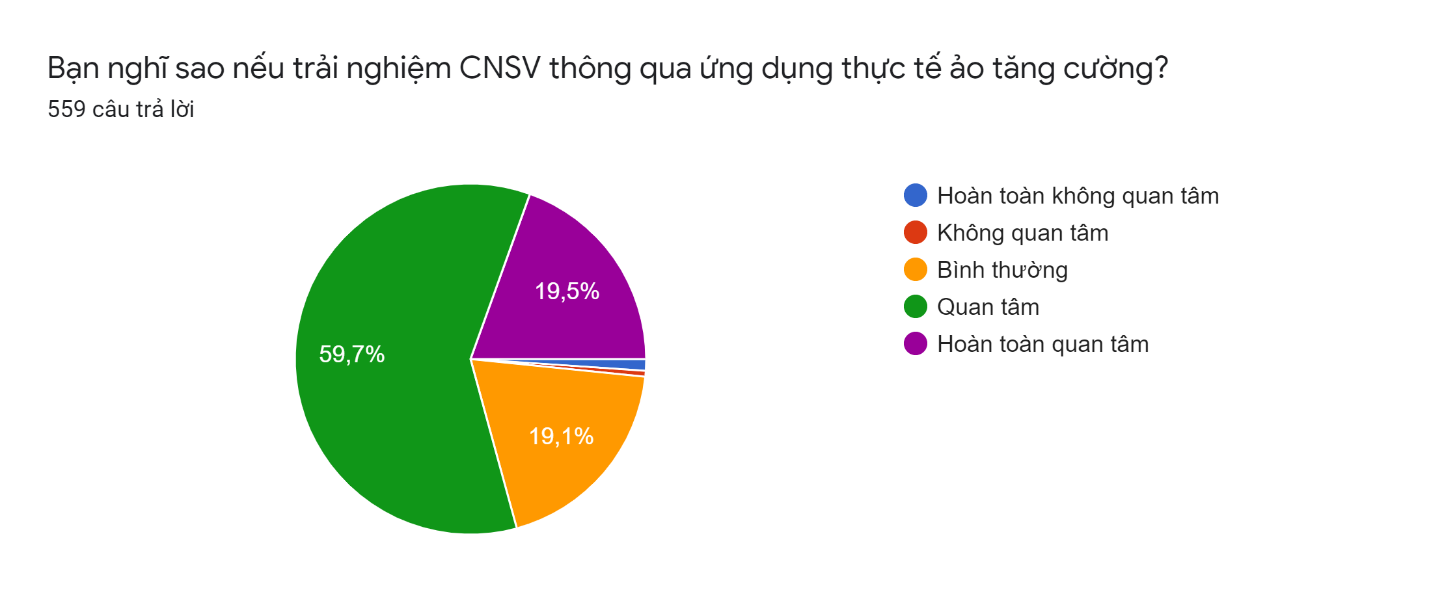 Bạn nghĩ sao nếu trải nghiệm CNSV thông qua ứng dụng thực tế ảo tăng cường?
559 câu trả lời
Hoàn toàn không quan tâm
Không quan tâm
Bình thường
Quan tâm
Hoàn toàn quan tâm
19,5%
59,7%
19,1%